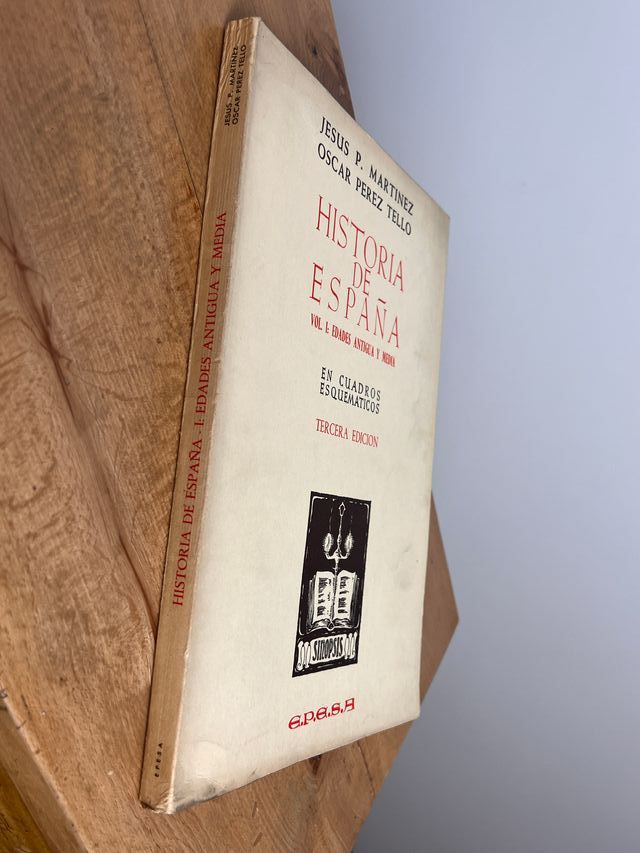 JESUS P. MARTINEZ
OSCAR PEREZ TELLO
HISTORIA DE ESPAÑA - I: EDADES ANTIGUA Y MEDIA
EPESA
JESUS P. MARTINEZ
OSCAR PEREZ TELLO
HISTORIA
DE
ESPAÑA
VOL. I: EDADES ANTIGUA Y MEDIA
EN CUADROS
ESQUEMATICOS
TERCERA EDICION
SINOPSIS
E.P.E.S.A